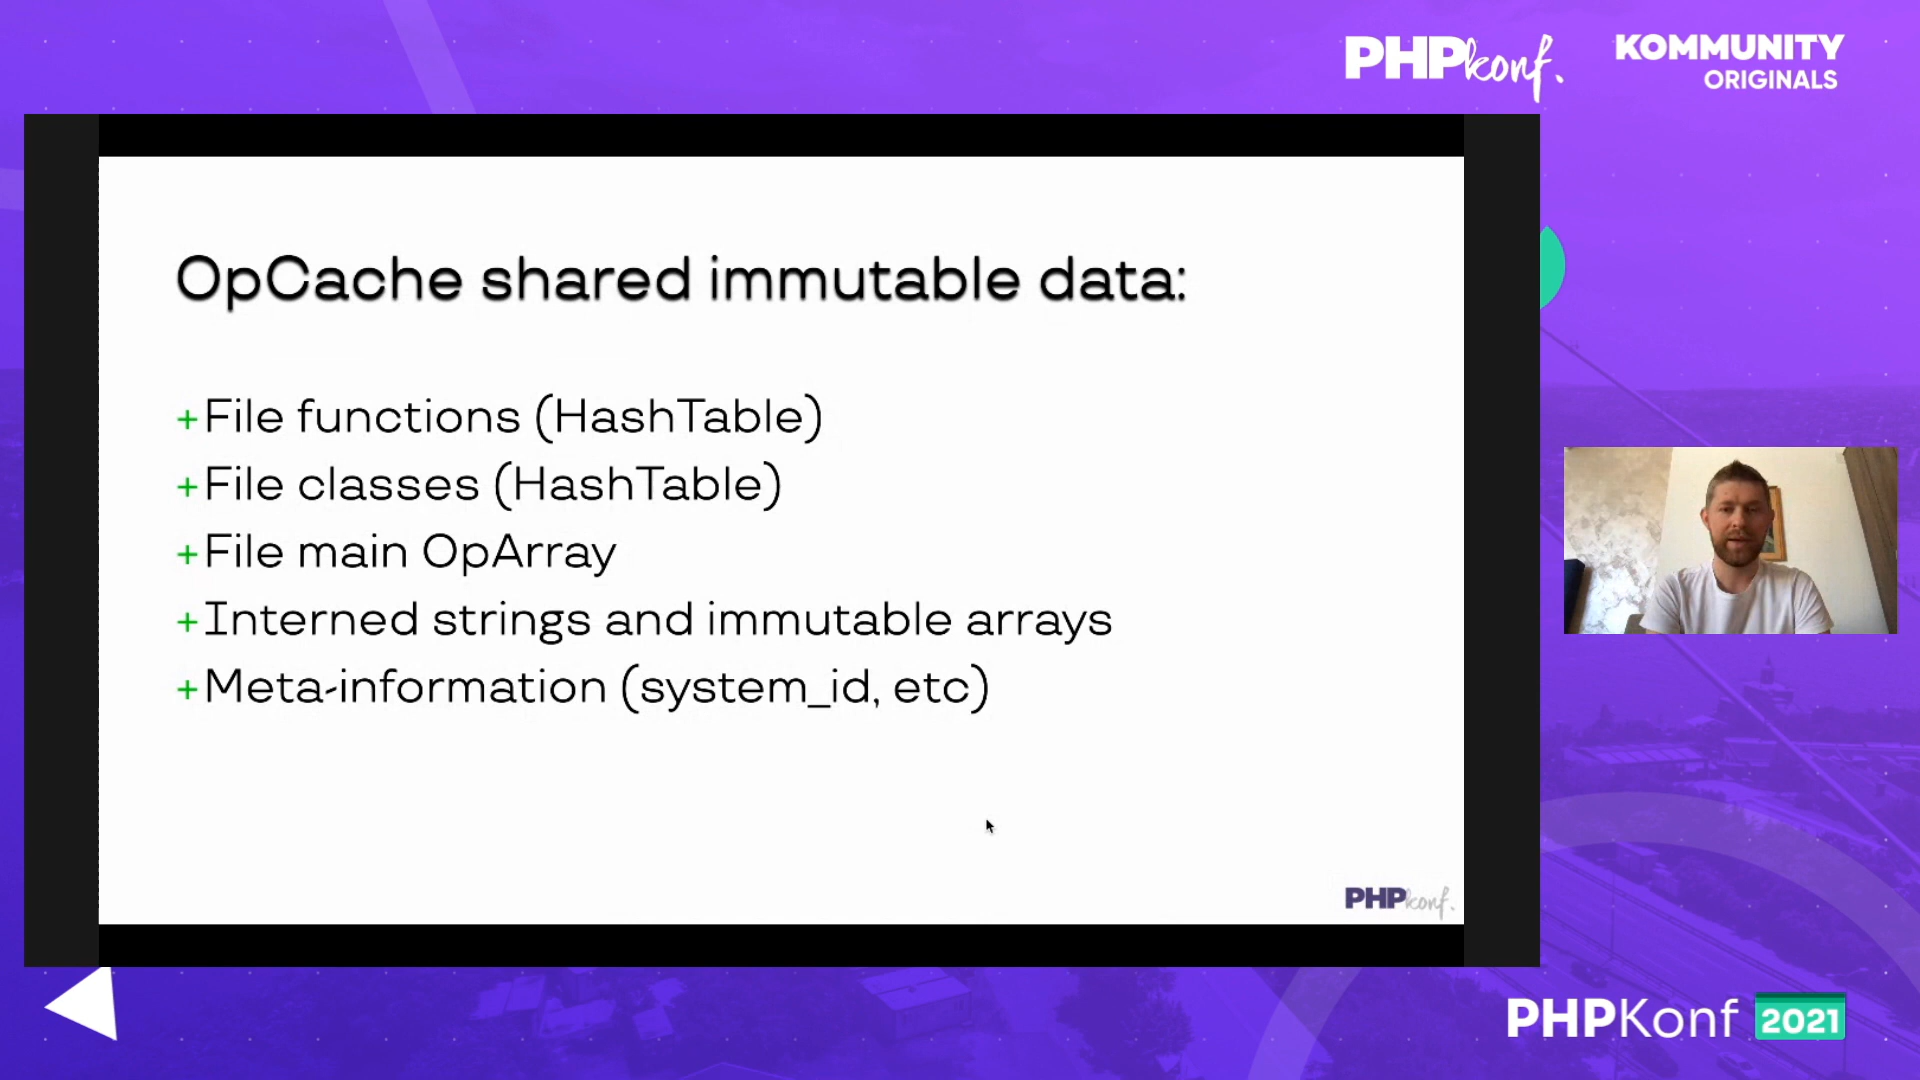 PHPkonf.
KOMMUNITY
ORIGINALS
OpCache shared immutable data:
+File functions (HashTable)
+File classes (HashTable)
+File main OpArray
+Interned strings and immutable arrays
+Meta-information (system_id, etc)
PHPkonf.
PHPKonf 2021